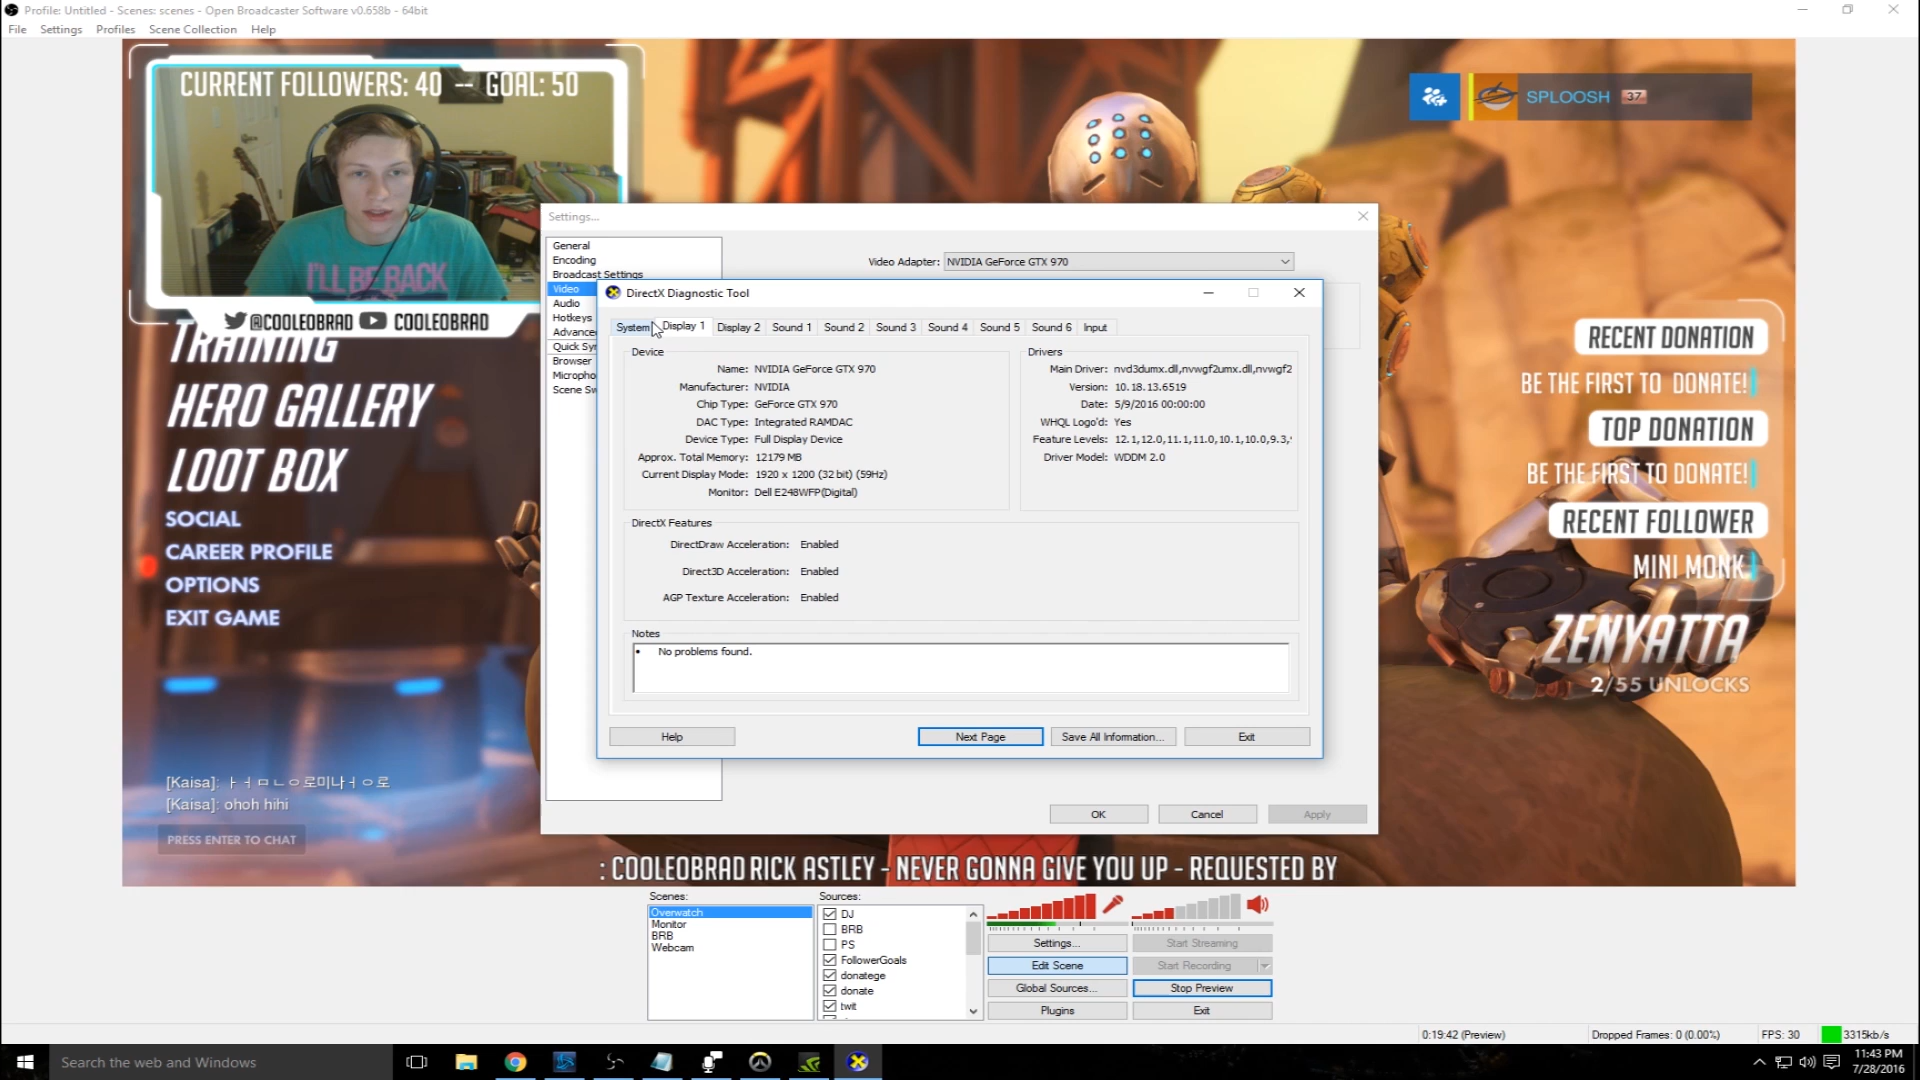 Profile: Untitled - Scenes: scenes - Open Broadcaster Software v0.658b - 64bit
File Settings Profiles Scene Collection Help
CURRENT FOLLOWERS: 40 -- GOAL: 50
I'LL BE BACK
@COOLEOBRAD COOLEOBRAD
TRAINING
HERO GALLERY
LOOT BOX
SOCIAL
CAREER PROFILE
OPTIONS
EXIT GAME
[Kaisa]: ohoh hihi
PRESS ENTER TO CHAT
SPLOOSH 37
RECENT DONATION
BE THE FIRST TO DONATE!
TOP DONATION
BE THE FIRST TO DONATE!
RECENT FOLLOWER
MINI MONK
ZENYATTA
2/55 UNLOCKS
Settings...
General
Encoding
Broadcast Settings
Video
Audio
Hotkeys
Advance
Quick Syn
Browser
Micropho
Scene Sw
Video Adapter: NVIDIA GeForce GTX 970
DirectX Diagnostic Tool
System Display 1 Display 2 Sound 1 Sound 2 Sound 3 Sound 4 Sound 5 Sound 6 Input
Device
Name: NVIDIA GeForce GTX 970
Manufacturer: NVIDIA
Chip Type: GeForce GTX 970
DAC Type: Integrated RAMDAC
Device Type: Full Display Device
Approx. Total Memory: 12179 MB
Current Display Mode: 1920 x 1200 (32 bit) (59Hz)
Monitor: Dell E248WFP(Digital)
Drivers
Main Driver: nvd3dumx.dll,nvwgf2umx.dll,nvwgf2
Version: 10.18.13.6519
Date: 5/9/2016 00:00:00
WHQL Logo'd: Yes
Feature Levels: 12.1,12.0,11.1,11.0,10.1,10.0,9.3,
Driver Model: WDDM 2.0
DirectX Features
DirectDraw Acceleration: Enabled
Direct3D Acceleration: Enabled
AGP Texture Acceleration: Enabled
Notes
• No problems found.
Help Next Page Save All Information... Exit
OK Cancel Apply
: COOLEOBRAD RICK ASTLEY - NEVER GONNA GIVE YOU UP - REQUESTED BY
Scenes:
Overwatch
Monitor
BRB
Webcam
Sources:
DJ
BRB
PS
FollowerGoals
donatege
donate
twit
Settings... Start Streaming
Edit Scene Start Recording
Global Sources... Stop Preview
Plugins Exit
0:19:42 (Preview) Dropped Frames: 0 (0.00%) FPS: 30 3315kb/s
Search the web and Windows
11:43 PM
7/28/2016